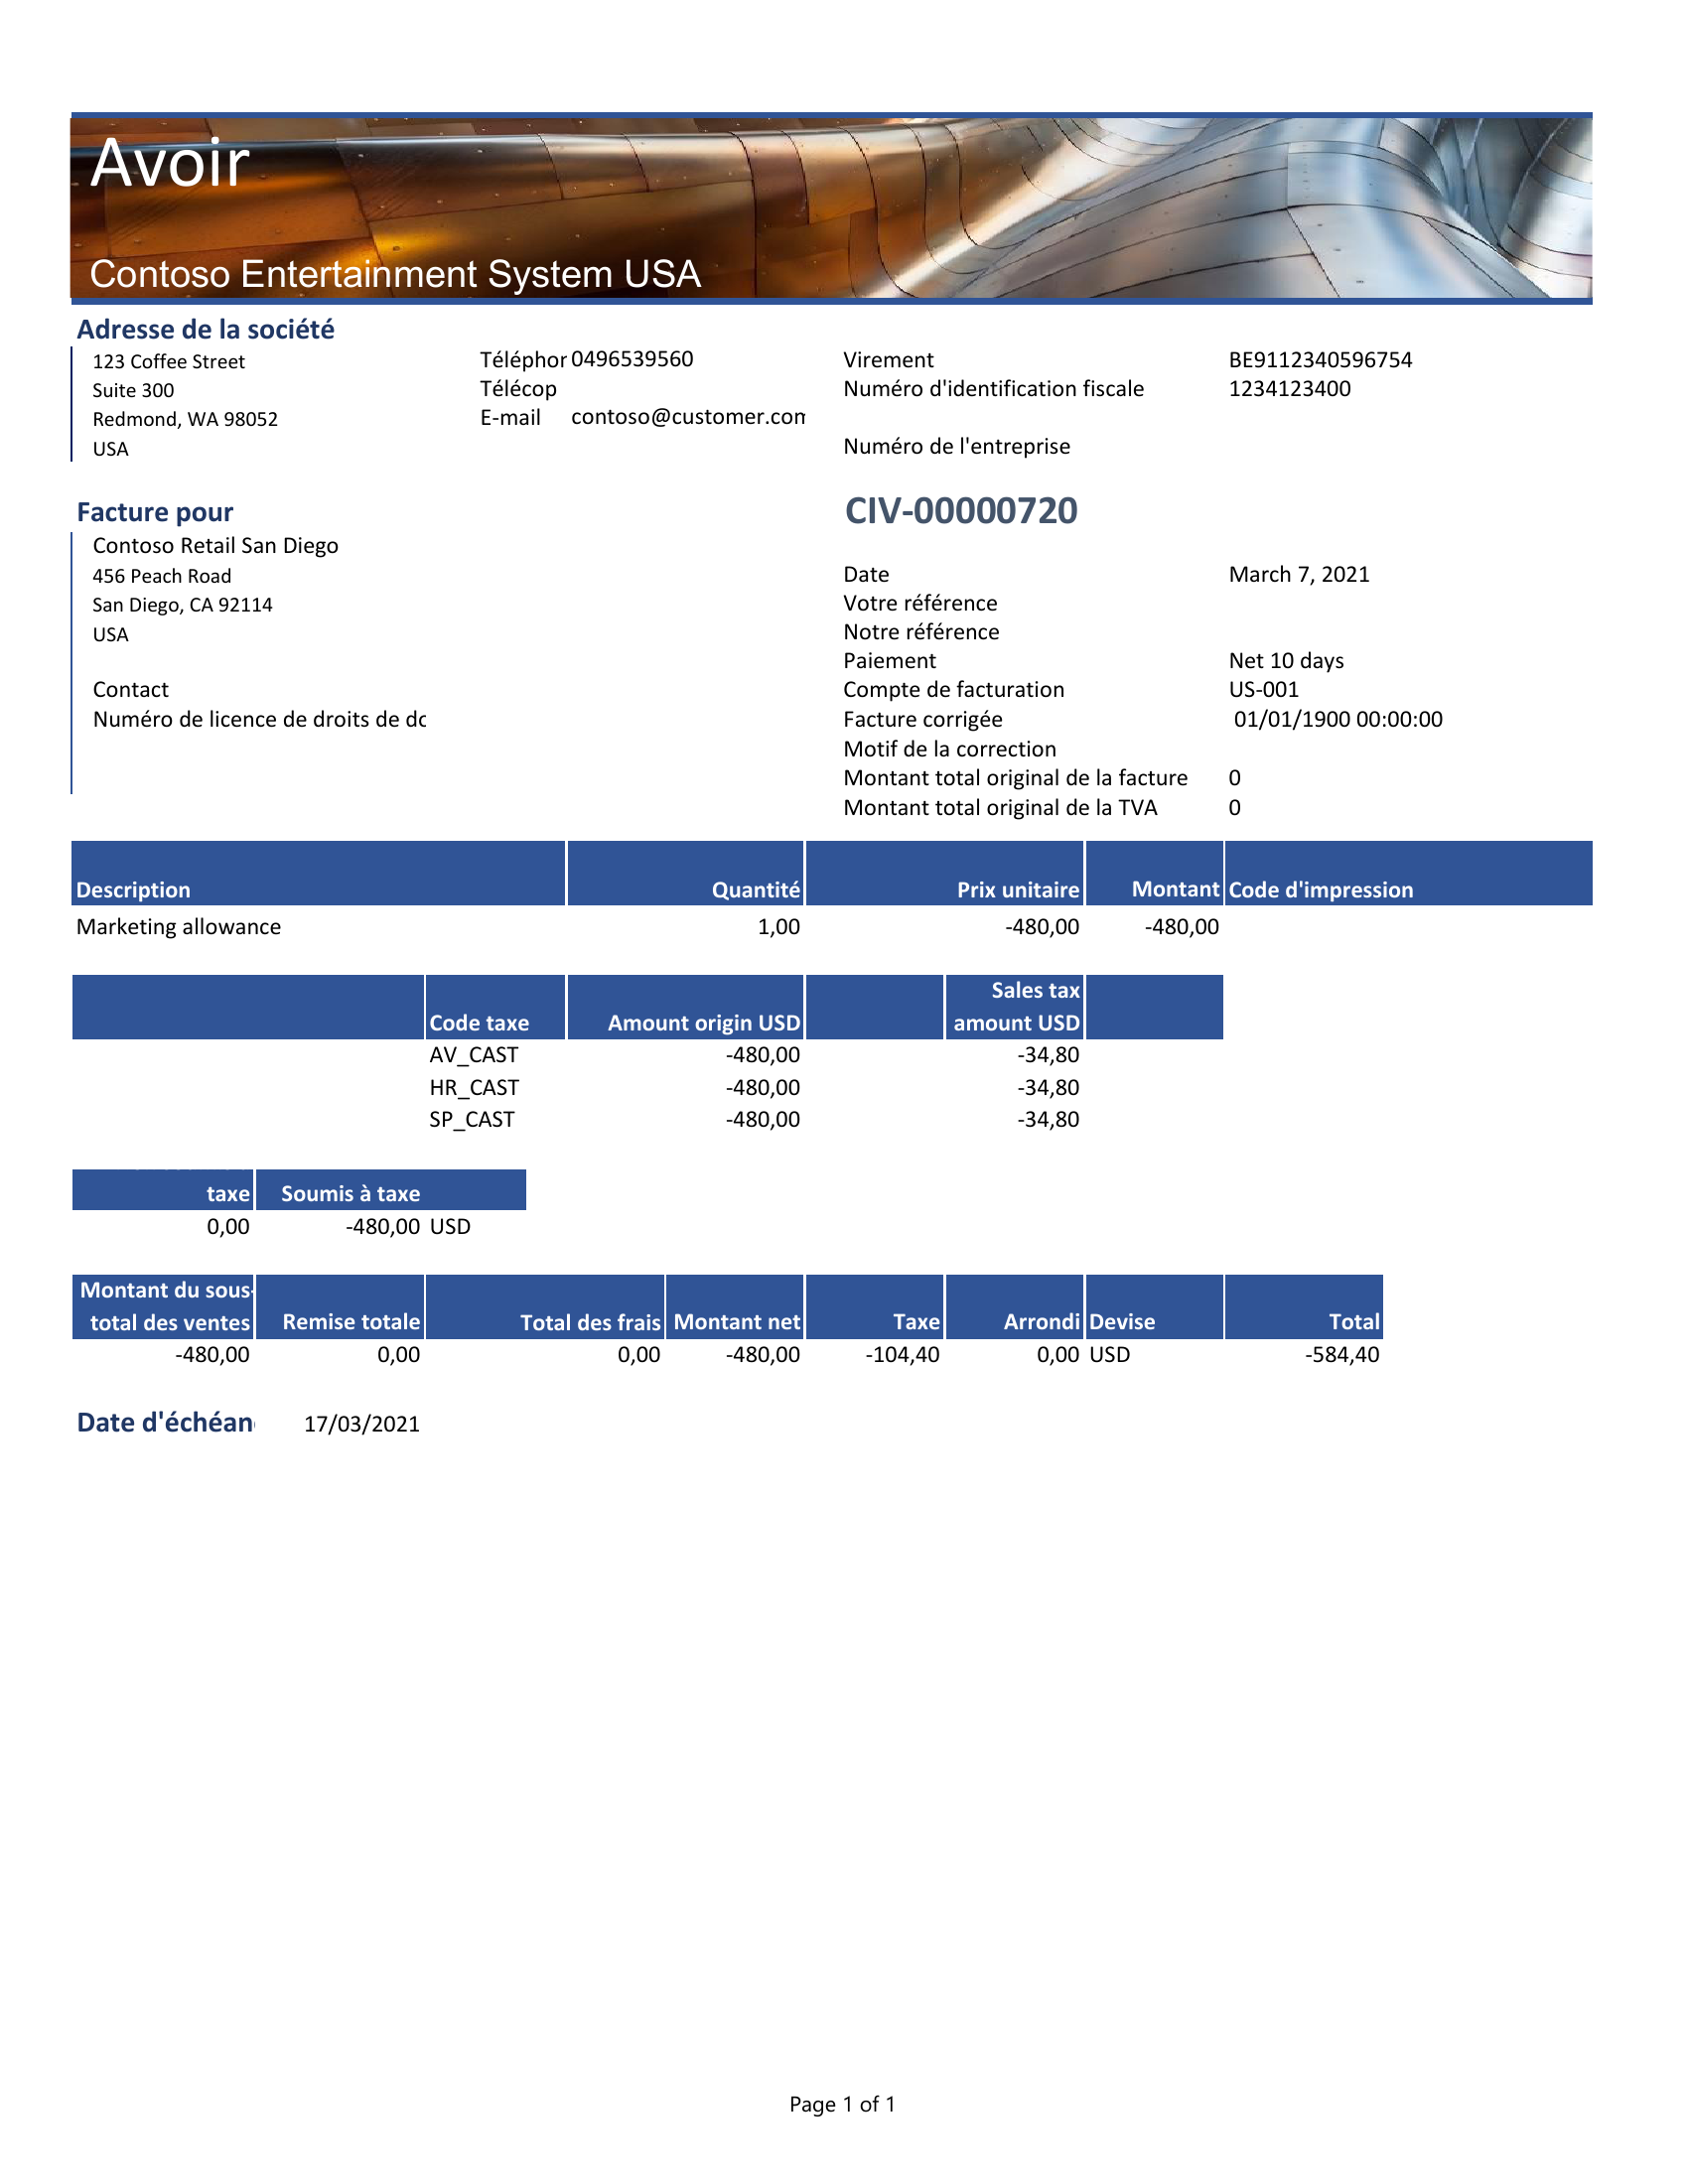 Avoir
Contoso Entertainment System USA
Adresse de la société
123 Coffee Street
Suite 300
Redmond, WA 98052
USA
Téléphor 0496539560
Télécop
E-mail contoso@customer.con
Virement BE9112340596754
Numéro d'identification fiscale 1234123400
Numéro de l'entreprise
Facture pour
Contoso Retail San Diego
456 Peach Road
San Diego, CA 92114
USA
Contact
Numéro de licence de droits de dc
CIV-00000720
Date March 7, 2021
Votre référence
Notre référence
Paiement Net 10 days
Compte de facturation US-001
Facture corrigée 01/01/1900 00:00:00
Motif de la correction
Montant total original de la facture 0
Montant total original de la TVA 0
Description Quantité Prix unitaire Montant Code d'impression
Marketing allowance 1,00 -480,00 -480,00
Sales tax
Code taxe Amount origin USD amount USD
AV_CAST -480,00 -34,80
HR_CAST -480,00 -34,80
SP_CAST -480,00 -34,80
taxe Soumis à taxe
0,00 -480,00 USD
Montant du sous-
total des ventes Remise totale Total des frais Montant net Taxe Arrondi Devise Total
-480,00 0,00 0,00 -480,00 -104,40 0,00 USD -584,40
Date d'échéan 17/03/2021
Page 1 of 1